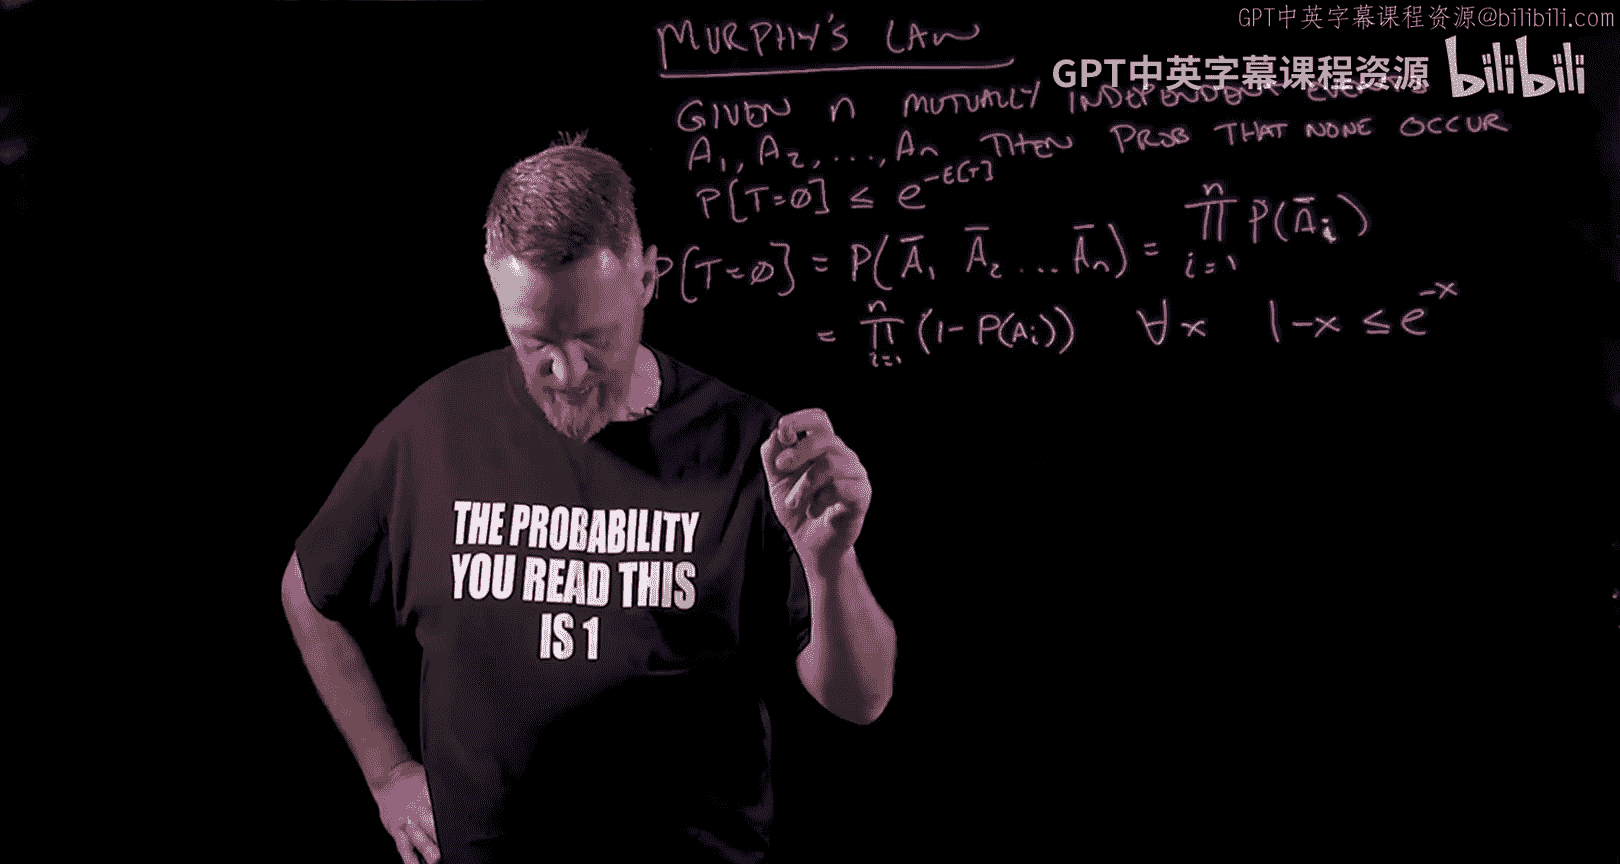 GPT中英字幕课程资源@bilibili.com
GPT中英字幕课程资源 bilibili
MURPHY'S LAW
GIVEN n MUTUALLY INDEPENDENT EVENTS
A₁, A₂, ..., Aₙ THEN PROB THAT NONE OCCUR
P[T=∅] ≤ e^{-E[T]}
P[T=∅] = P(Ā₁ Ā₂ ... Āₙ) = ∏_{i=1}^{n} P(Āᵢ)
= ∏_{i=1}^{n} (1-P(Aᵢ)) ∀x 1-x ≤ e^{-x}
THE PROBABILITY
YOU READ THIS
IS 1